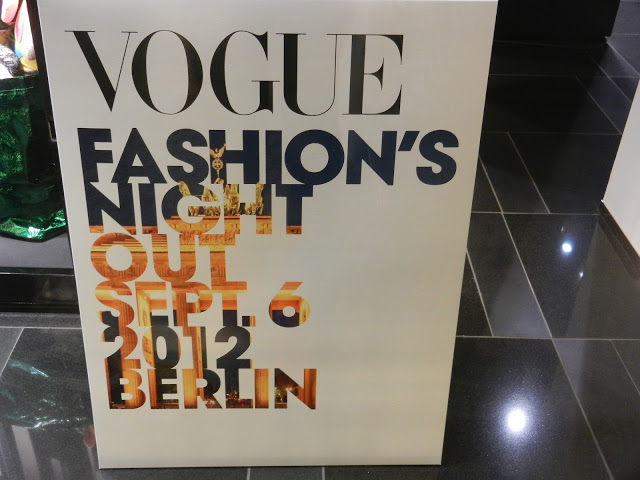 VOGUE
FASHION'S
NIGHT
OUT
SEPT. 6
2012
BERLIN